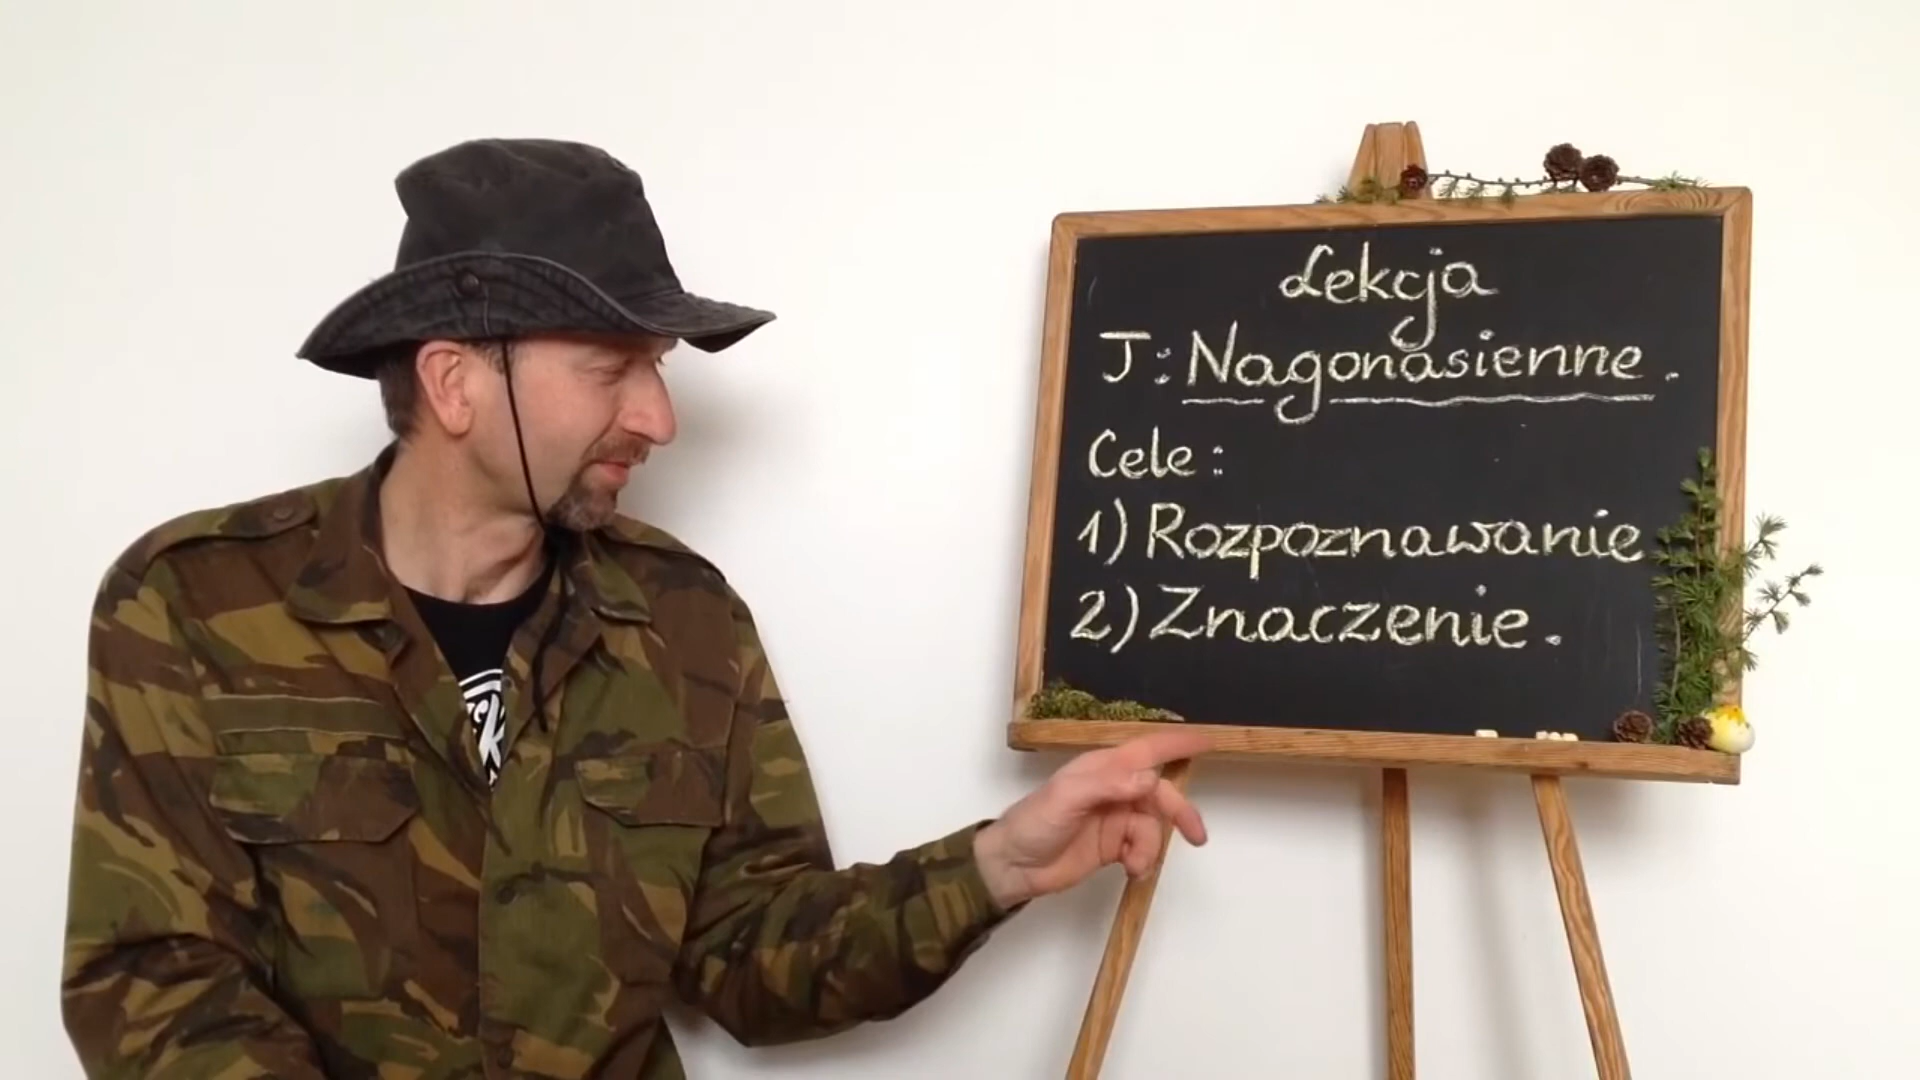 Lekcja
T: Nagonasienne.
Cele:
1) Rozpoznawanie
2) Znaczenie.